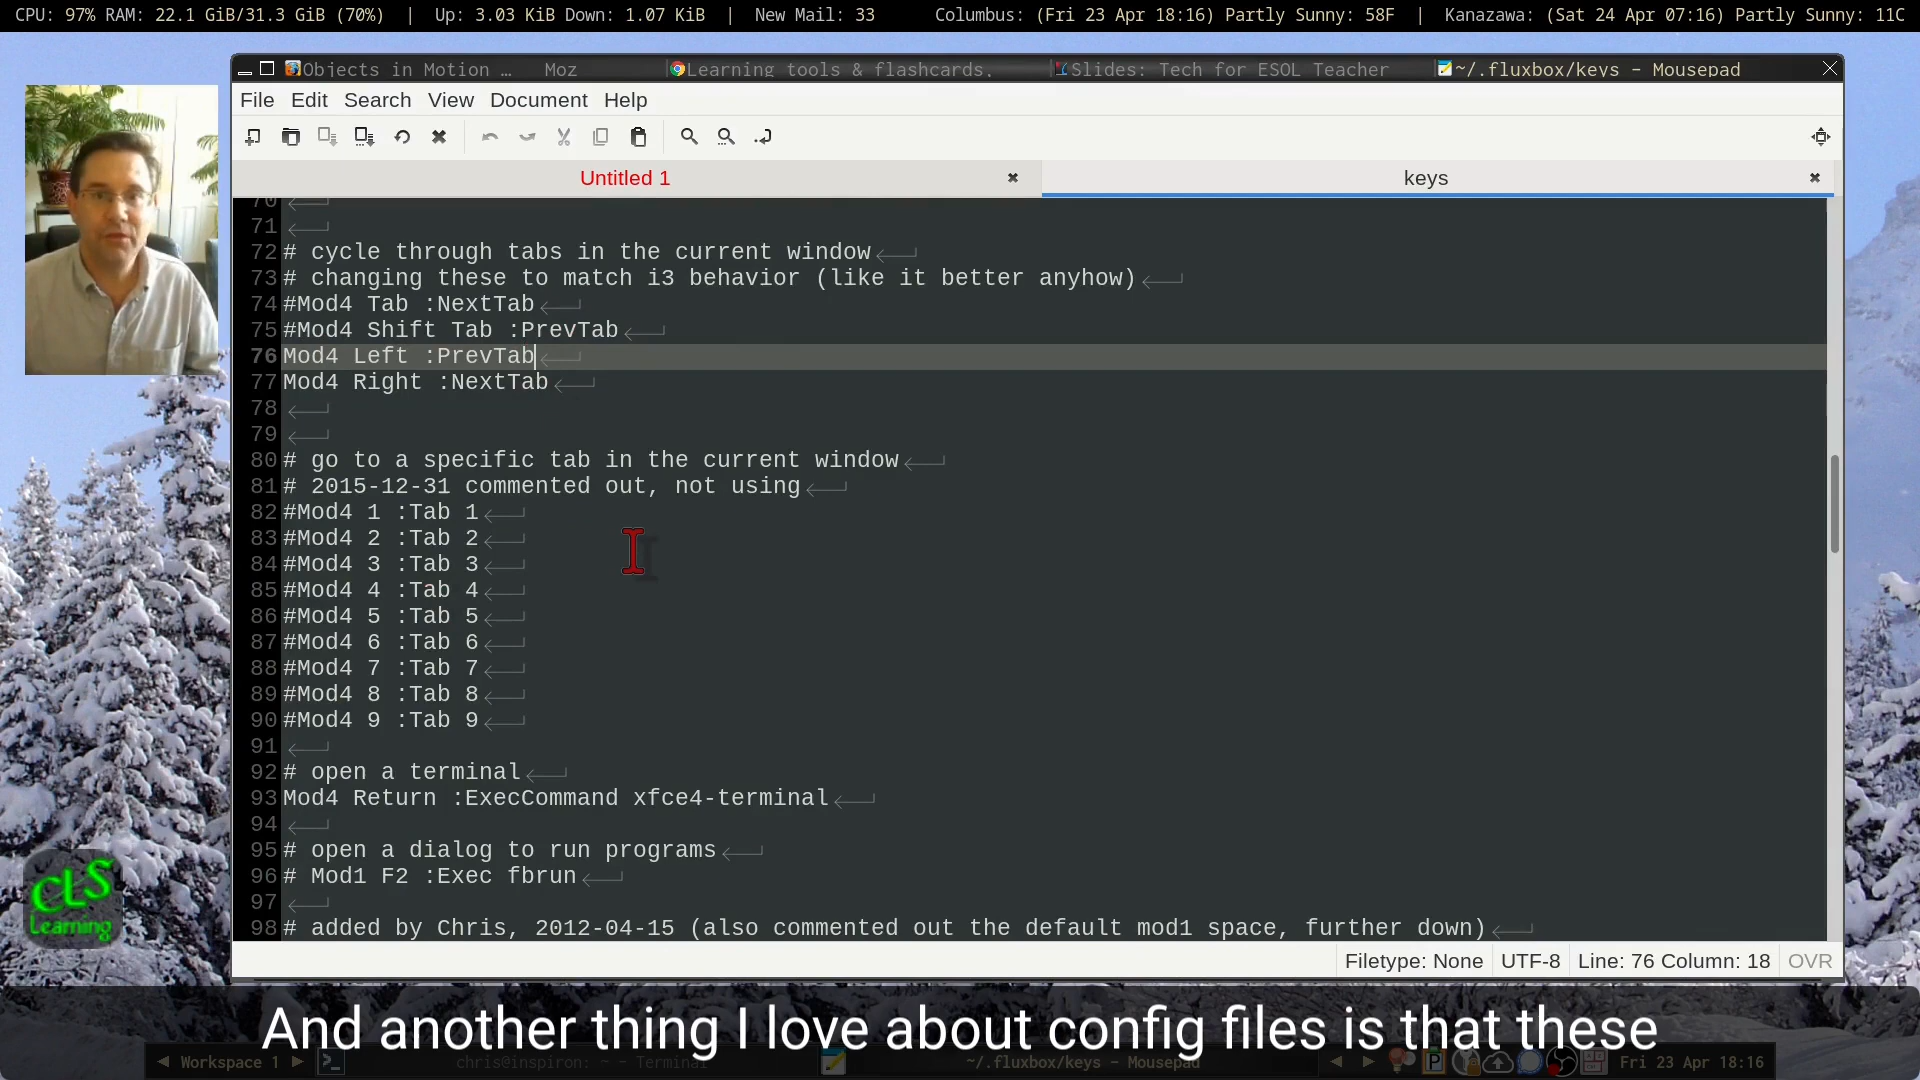 CPU: 97% RAM: 22.1 GiB/31.3 GiB (70%) | Up: 3.03 KiB Down: 1.07 KiB | New Mail: 33 Columbus: (Fri 23 Apr 18:16) Partly Sunny: 58F | Kanazawa: (Sat 24 Apr 07:16) Partly Sunny: 11C
Objects in Motion … Moz Learning tools & flashcards, Slides: Tech for ESOL Teacher ~/.fluxbox/keys - Mousepad
File Edit Search View Document Help
Untitled 1 keys
70
71
72 # cycle through tabs in the current window
73 # changing these to match i3 behavior (like it better anyhow)
74 #Mod4 Tab :NextTab
75 #Mod4 Shift Tab :PrevTab
76 Mod4 Left :PrevTab
77 Mod4 Right :NextTab
78
79
80 # go to a specific tab in the current window
81 # 2015-12-31 commented out, not using
82 #Mod4 1 :Tab 1
83 #Mod4 2 :Tab 2
84 #Mod4 3 :Tab 3
85 #Mod4 4 :Tab 4
86 #Mod4 5 :Tab 5
87 #Mod4 6 :Tab 6
88 #Mod4 7 :Tab 7
89 #Mod4 8 :Tab 8
90 #Mod4 9 :Tab 9
91
92 # open a terminal
93 Mod4 Return :ExecCommand xfce4-terminal
94
95 # open a dialog to run programs
96 # Mod1 F2 :Exec fbrun
97
98 # added by Chris, 2012-04-15 (also commented out the default mod1 space, further down)
CLS
Learning
Filetype: None UTF-8 Line: 76 Column: 18 OVR
And another thing I love about config files is that these
Workspace 1 chris@inspiron: ~ - Terminal ~/.fluxbox/keys - Mousepad Fri 23 Apr 18:16